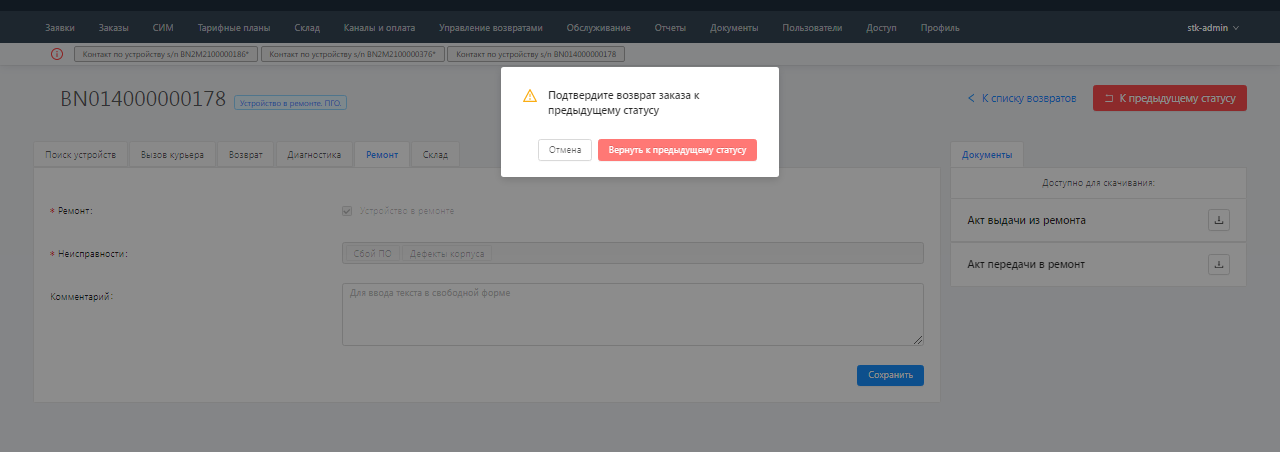 Заявки Заказы СИМ Тарифные планы Склад Каналы и оплата Управление возвратами Обслуживание Отчеты Документы Пользователи Доступ Профиль stk-admin
Контакт по устройству s/n BN2M2100000186* Контакт по устройству s/n BN2M2100000376* Контакт по устройству s/n BN014000000178
Подтвердите возврат заказа к
предыдущему статусу
Отмена Вернуть к предыдущему статусу
BN014000000178 Устройство в ремонте. ПГО. К списку возвратов К предыдущему статусу
Поиск устройств Вызов курьера Возврат Диагностика Ремонт Склад
* Ремонт: Устройство в ремонте
* Неисправности: Сбой ПО Дефекты корпуса
Комментарий: Для ввода текста в свободной форме
Сохранить
Документы
Доступно для скачивания:
Акт выдачи из ремонта
Акт передачи в ремонт